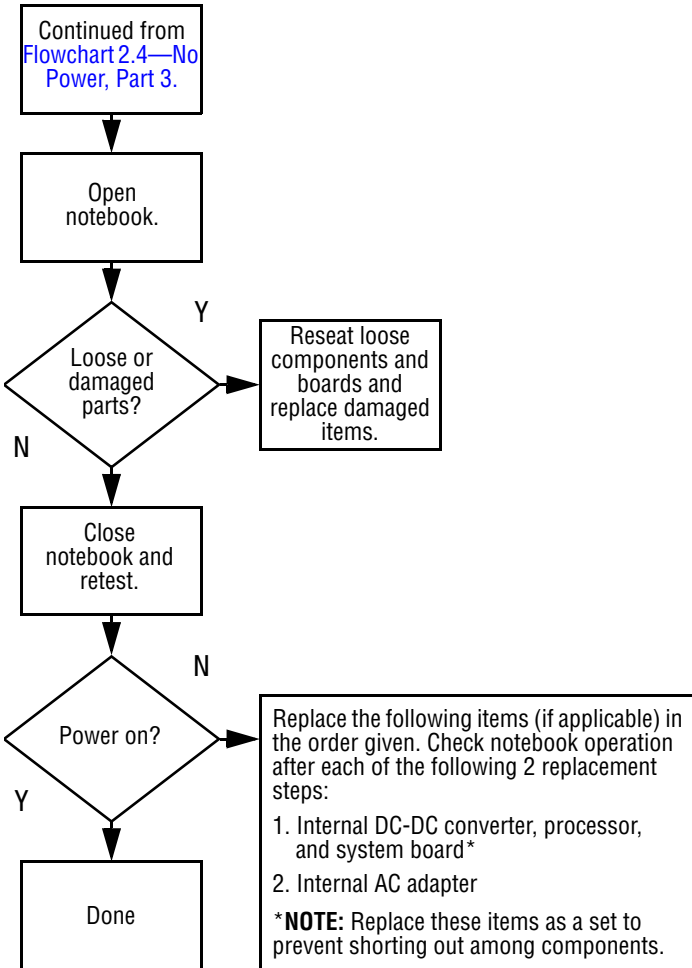 Continued from
Flowchart 2.4—No
Power, Part 3.
Open
notebook.
Y
Loose or
damaged
parts?
Reseat loose
components and
boards and
replace damaged
items.
N
Close
notebook and
retest.
N
Power on?
Replace the following items (if applicable) in
the order given. Check notebook operation
after each of the following 2 replacement
steps:
1. Internal DC-DC converter, processor,
and system board*
2. Internal AC adapter
*NOTE: Replace these items as a set to
prevent shorting out among components.
Y
Done